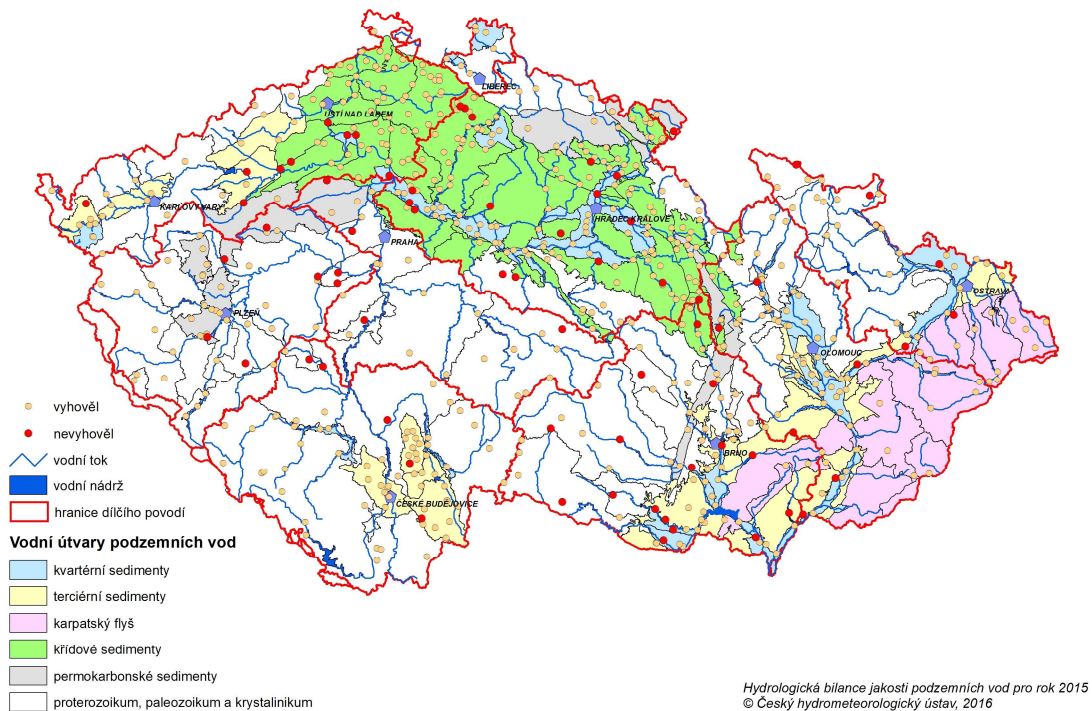 LIBEREC
ÚSTÍ NAD LABEM
KARLOVY VARY
HRADEC KRÁLOVÉ
PRAHA
OSTRAVA
PLZEŇ
OLOMOUC
BRNO
ČESKÉ BUDĚJOVICE
vyhověl
nevyhověl
vodní tok
vodní nádrž
hranice dílčího povodí
Vodní útvary podzemních vod
kvartérní sedimenty
terciérní sedimenty
karpatský flyš
křídové sedimenty
permokarbonské sedimenty
proterozoikum, paleozoikum a krystalinikum
Hydrologická bilance jakosti podzemních vod pro rok 2015
© Český hydrometeorologický ústav, 2016